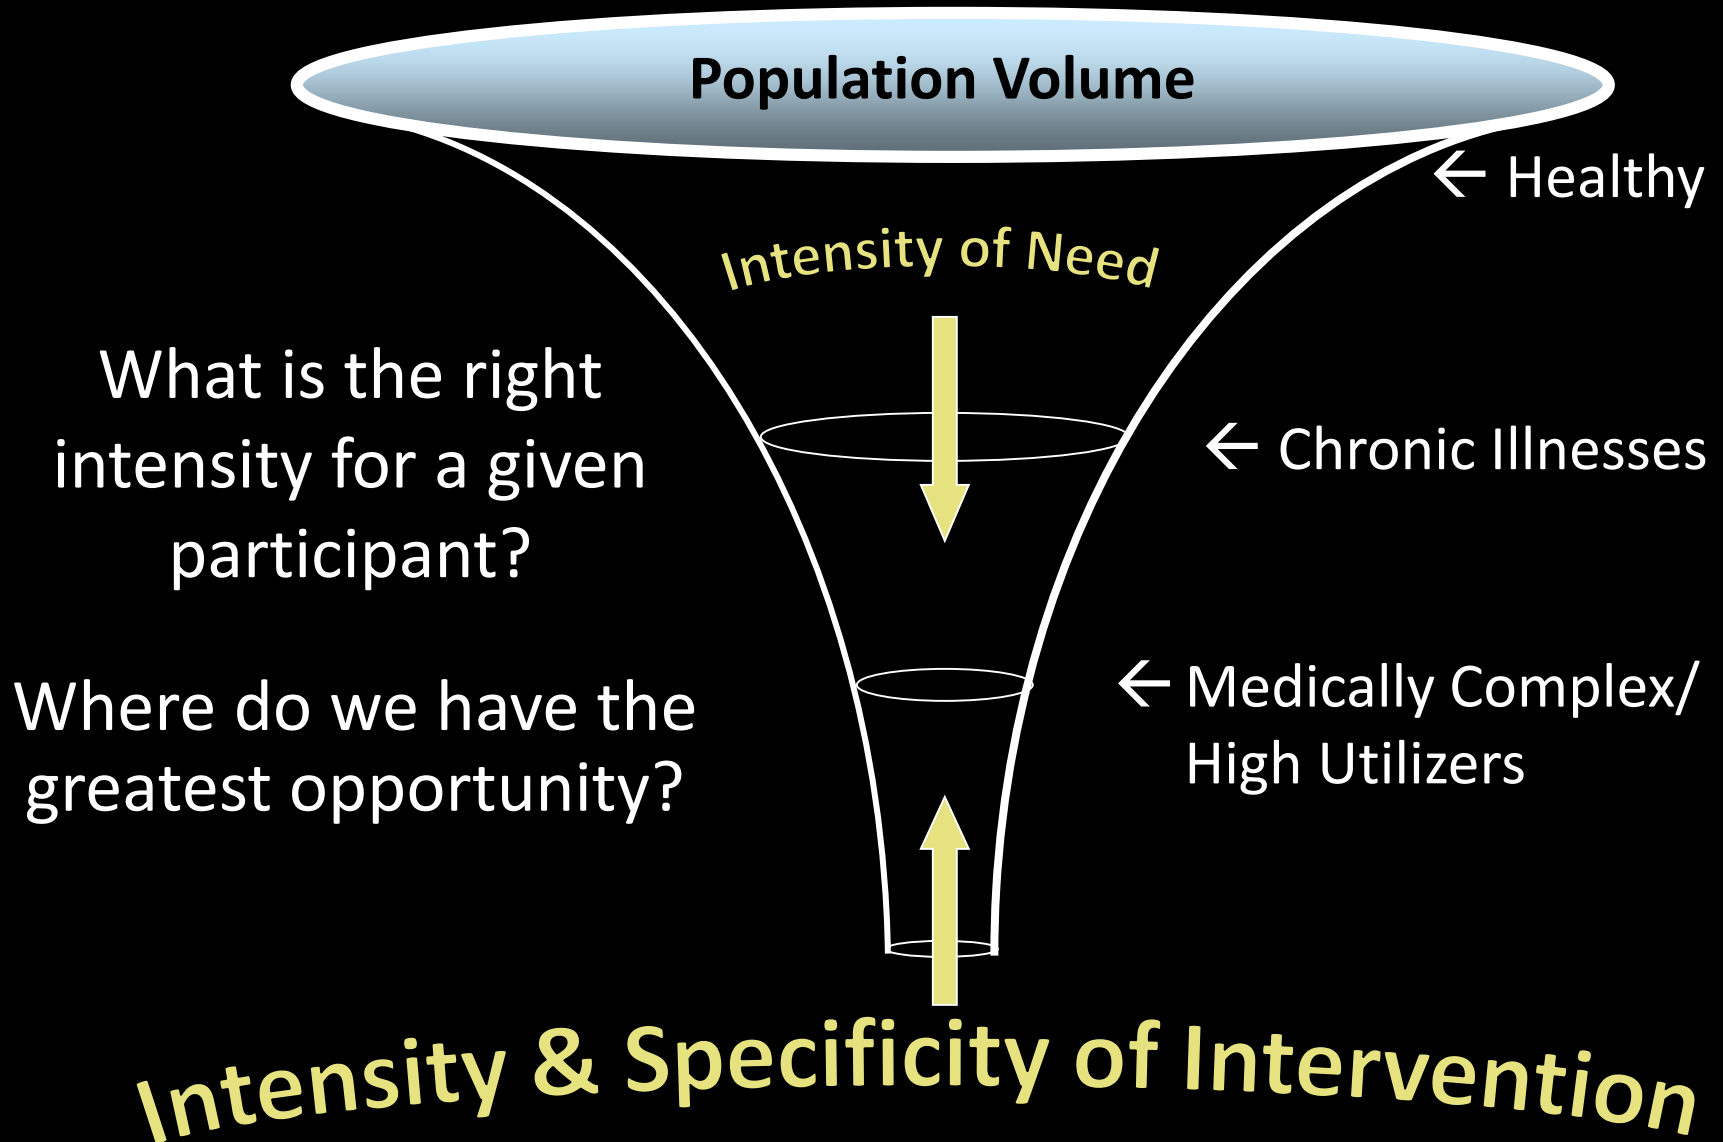 Population Volume
← Healthy
Intensity of Need
What is the right
intensity for a given
participant?
← Chronic Illnesses
Where do we have the
greatest opportunity?
← Medically Complex/
High Utilizers
Intensity & Specificity of Intervention